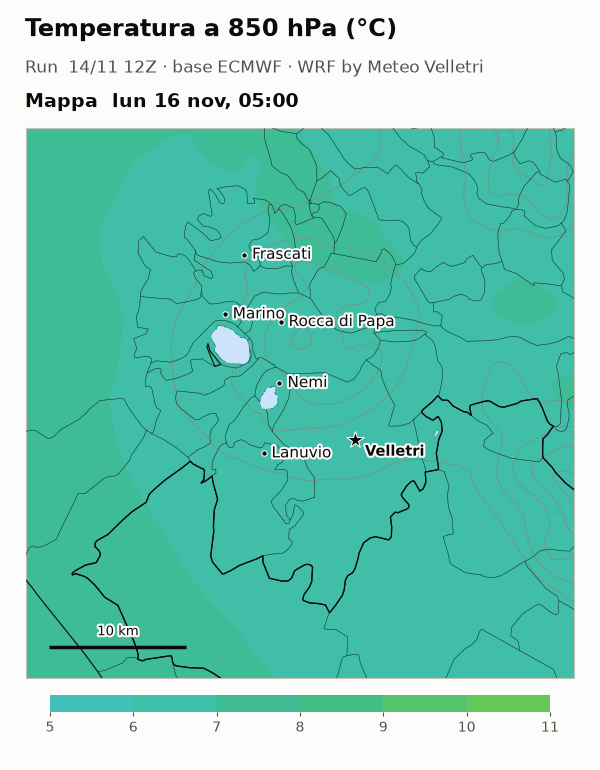 Temperatura a 850 hPa (°C)
Run  14/11 12Z · base ECMWF · WRF by Meteo Velletri
Mappa  lun 16 nov, 05:00
Frascati
Marino
Rocca di Papa
Nemi
Velletri
Lanuvio
10 km
5 6 7 8 9 10 11